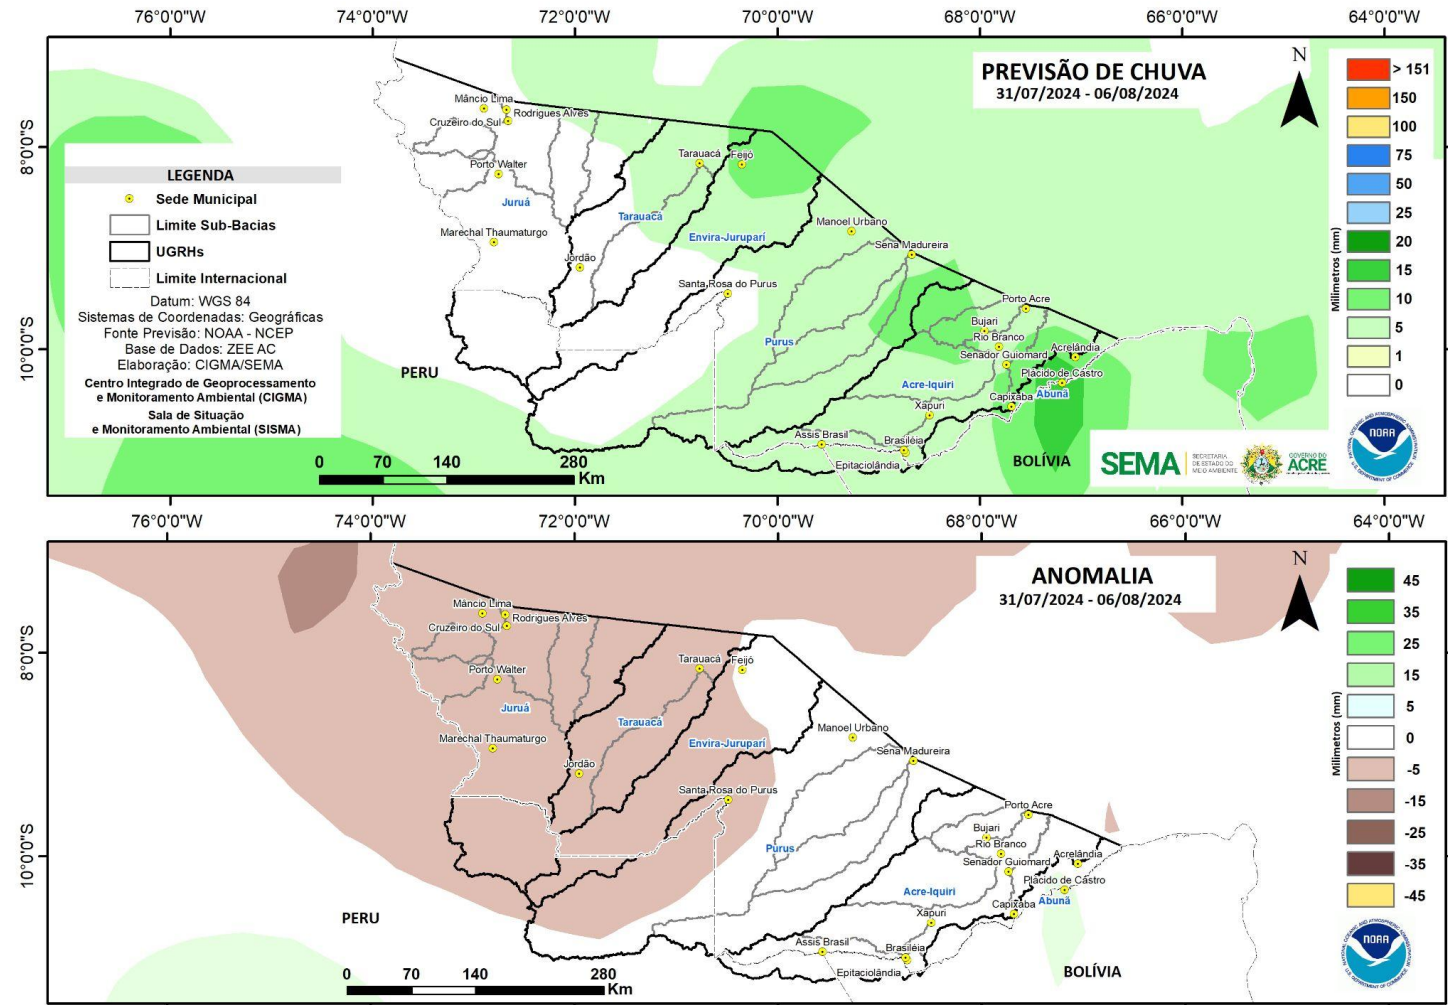 76°0'0"W 74°0'0"W 72°0'0"W 70°0'0"W 68°0'0"W 66°0'0"W 64°0'0"W
8°0'0"S
10°0'0"S
PREVISÃO DE CHUVA
31/07/2024 - 06/08/2024
N
LEGENDA
Sede Municipal
Limite Sub-Bacias
UGRHs
Limite Internacional
Datum: WGS 84
Sistemas de Coordenadas: Geográficas
Fonte Previsão: NOAA - NCEP
Base de Dados: ZEE AC
Elaboração: CIGMA/SEMA
Centro Integrado de Geoprocessamento
e Monitoramento Ambiental (CIGMA)
Sala de Situação
e Monitoramento Ambiental (SISMA)
Mâncio Lima
Rodrigues Alves
Cruzeiro do Sul
Porto Walter
Juruá
Marechal Thaumaturgo
Jordão
Tarauacá
Feijó
Tarauacá
Envira-Jurupari
Manoel Urbano
Sena Madureira
Santa Rosa do Purus
Purus
Porto Acre
Bujari
Rio Branco
Senador Guiomard
Acrelândia
Plácido de Castro
Abunã
Acre-Iquiri
Capixaba
Xapuri
Assis Brasil
Brasiléia
Epitaciolândia
PERU
BOLÍVIA
0 70 140 280
Km
Milímetros (mm)
> 151
150
100
75
50
25
20
15
10
5
1
0
SEMA
SECRETARIA
DE ESTADO DO
MEIO AMBIENTE
GOVERNO DO
ACRE
NOAA
76°0'0"W 74°0'0"W 72°0'0"W 70°0'0"W 68°0'0"W 66°0'0"W 64°0'0"W
8°0'0"S
10°0'0"S
ANOMALIA
31/07/2024 - 06/08/2024
N
Mâncio Lima
Rodrigues Alves
Cruzeiro do Sul
Porto Walter
Juruá
Marechal Thaumaturgo
Jordão
Tarauacá
Feijó
Tarauacá
Envira-Jurupari
Manoel Urbano
Sena Madureira
Santa Rosa do Purus
Purus
Porto Acre
Bujari
Rio Branco
Senador Guiomard
Acrelândia
Plácido de Castro
Abunã
Acre-Iquiri
Capixaba
Xapuri
Assis Brasil
Brasiléia
Epitaciolândia
PERU
BOLÍVIA
0 70 140 280
Km
Milímetros (mm)
45
35
25
15
5
0
-5
-15
-25
-35
-45
NOAA